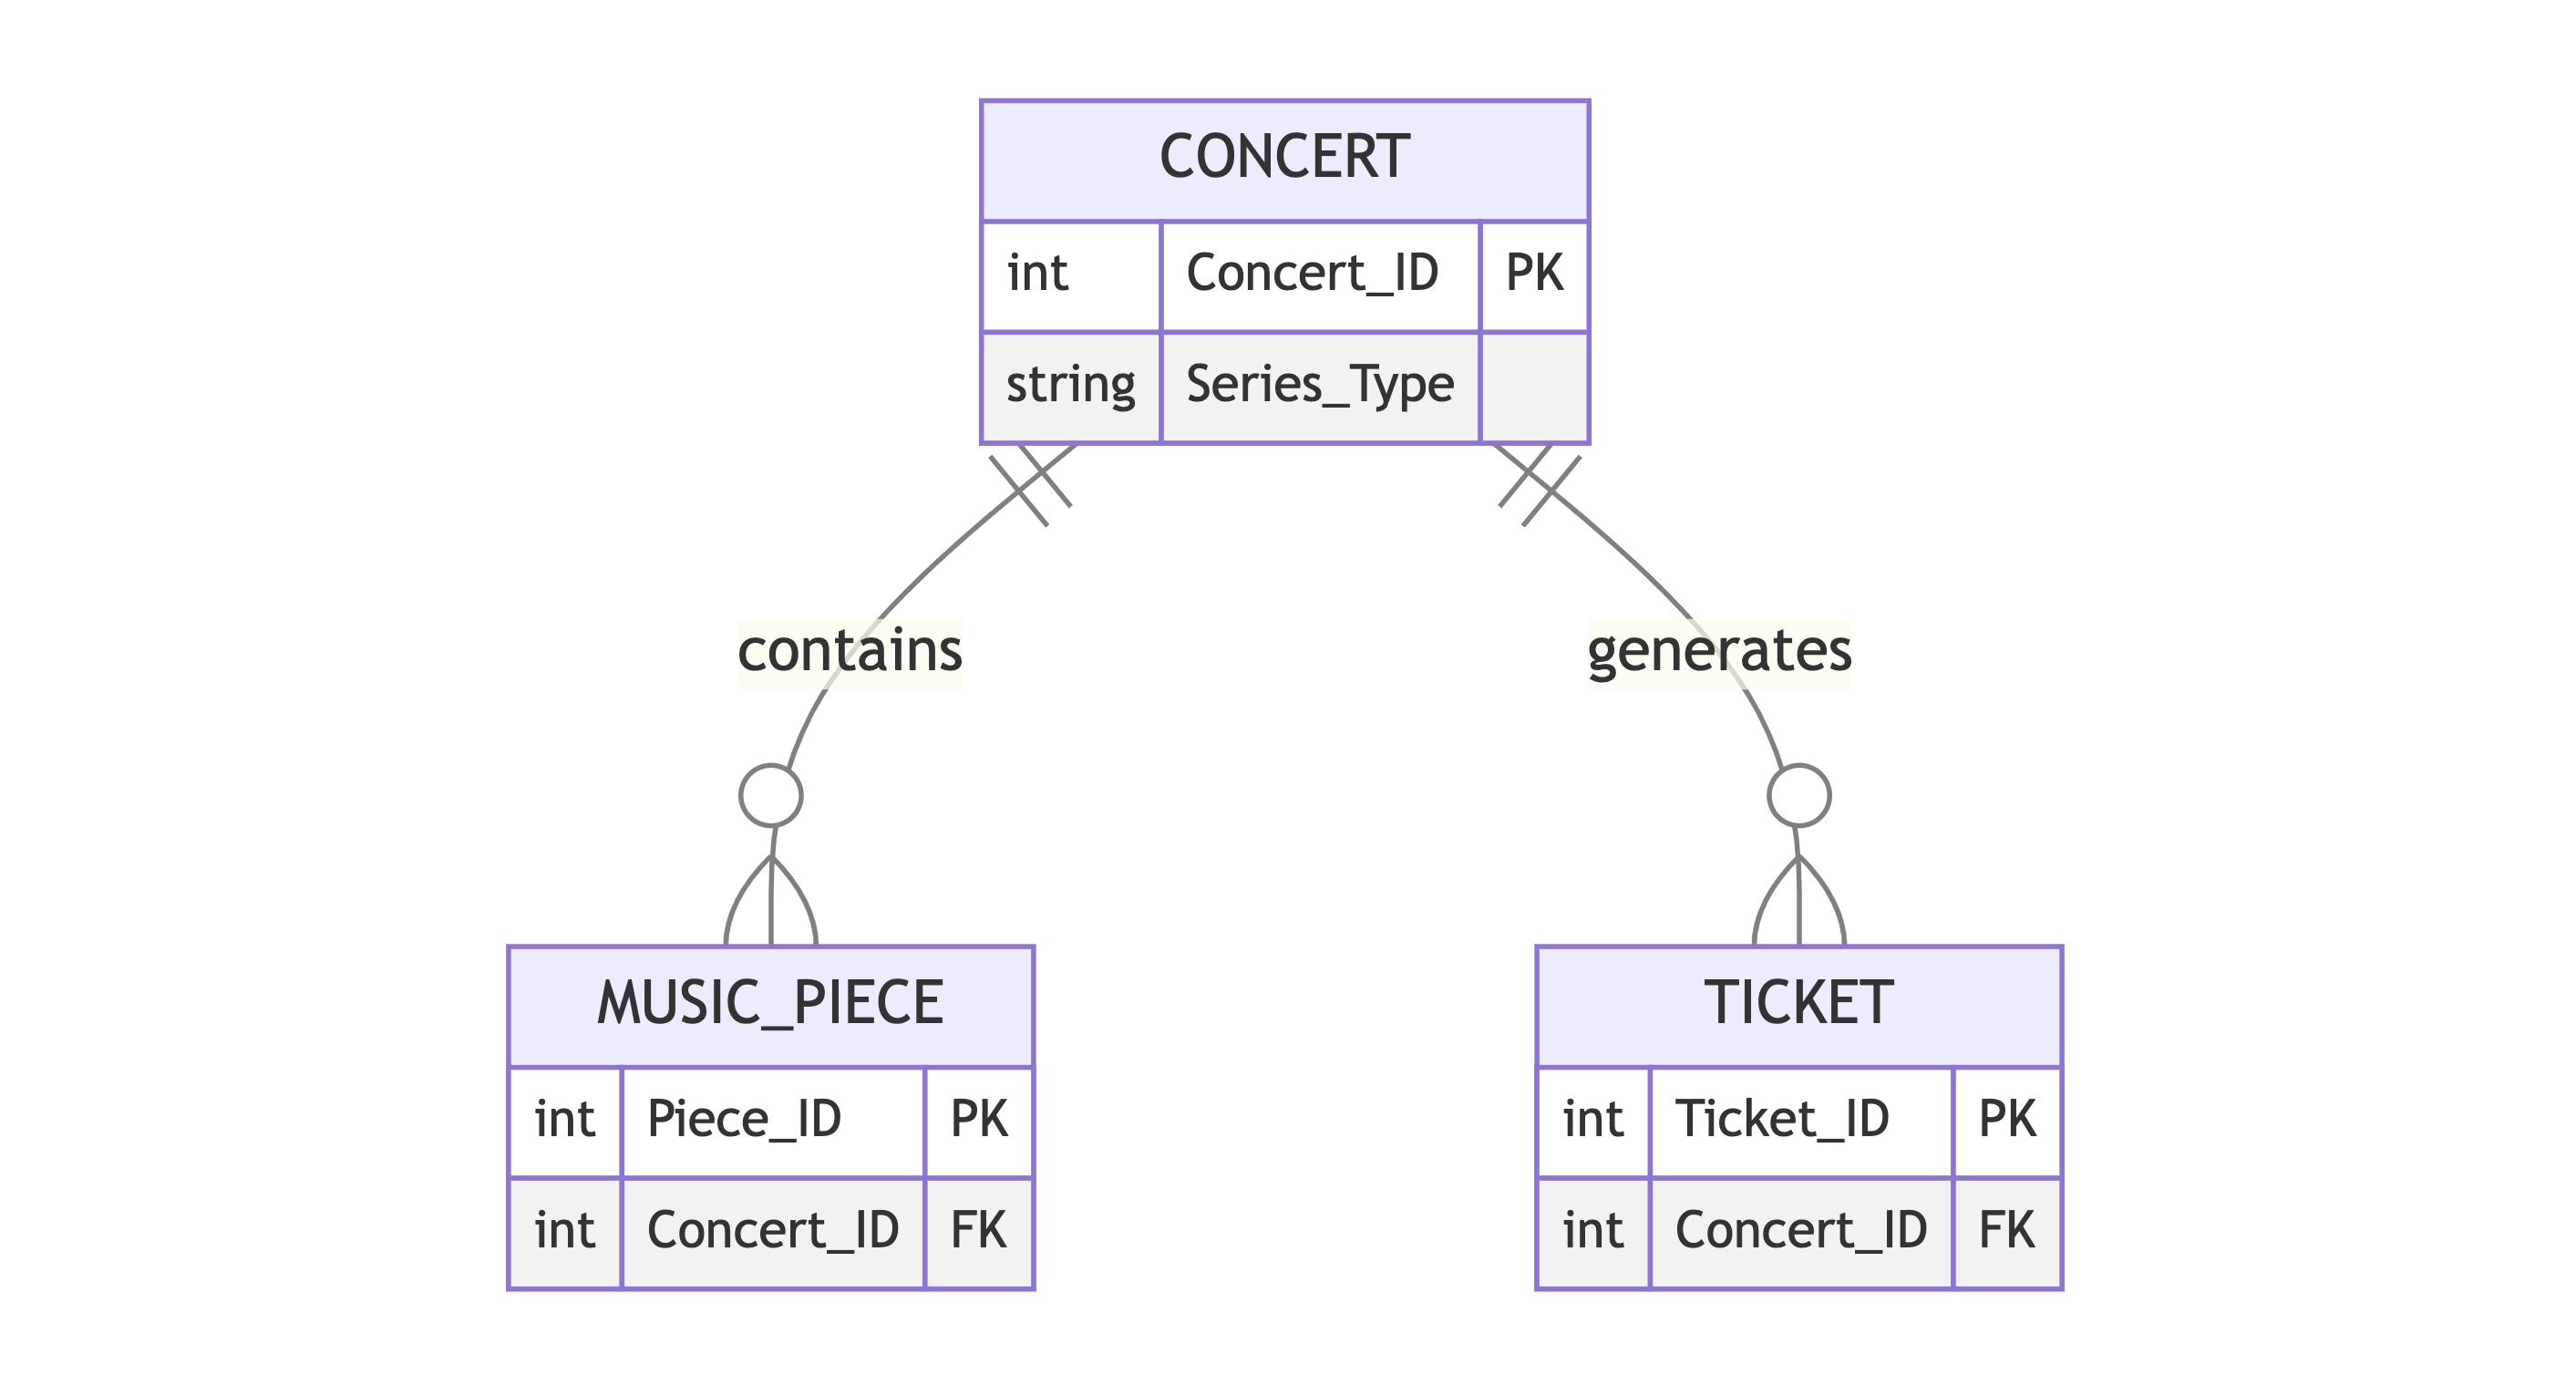 CONCERT
int Concert_ID PK
string Series_Type
contains
generates
MUSIC_PIECE
int Piece_ID PK
int Concert_ID FK
TICKET
int Ticket_ID PK
int Concert_ID FK